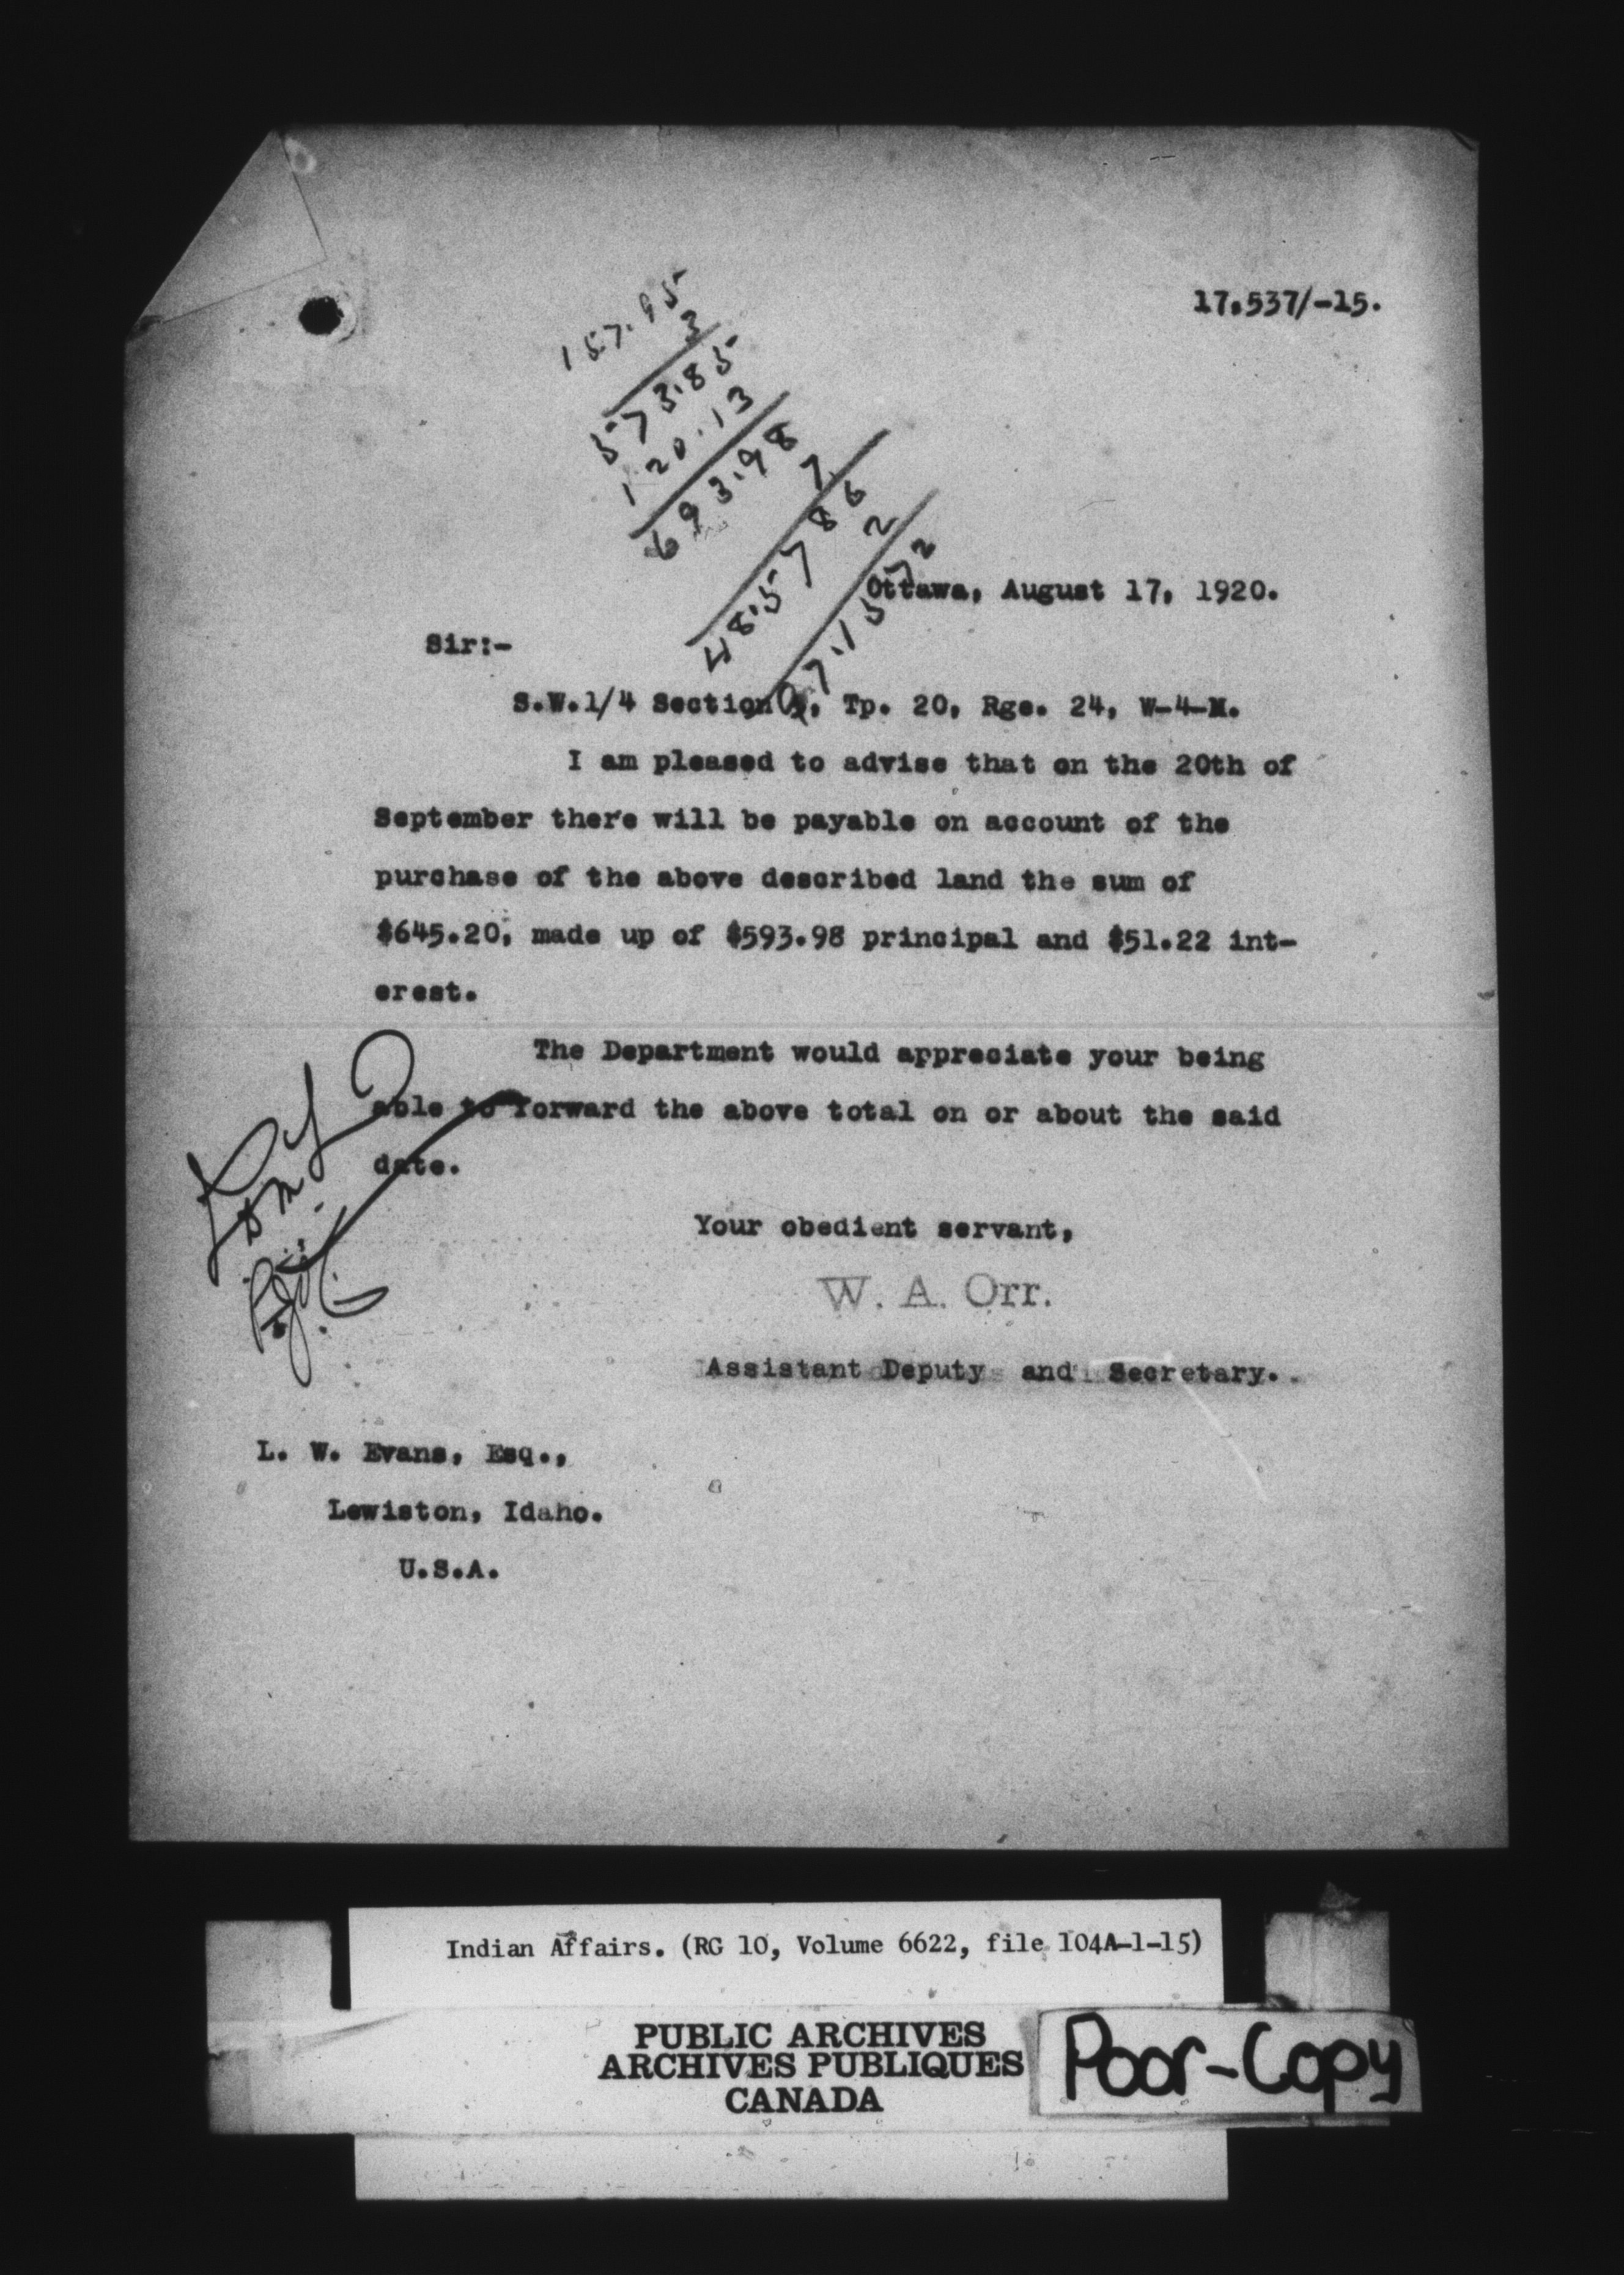 17,537/-15.
157.95
3
573.85
120.13
693.98
7
48.5786
2
97.1572
Ottawa, August 17, 1920.
Sir:-
S.W.1/4 Section , Tp. 20, Rge. 24, W-4-M.
I am pleased to advise that on the 20th of
September there will be payable on account of the
purchase of the above described land the sum of
$645.20, made up of $593.98 principal and $51.22 int-
erest.
The Department would appreciate your being
able to forward the above total on or about the said
date.
Your obedient servant,
W. A. Orr.
Assistant Deputy and Secretary.
L. W. Evans, Esq.,
Lewiston, Idaho.
U.S.A.
Indian Affairs. (RG 10, Volume 6622, file 104A-1-15)
PUBLIC ARCHIVES
ARCHIVES PUBLIQUES
CANADA
Poor-Copy